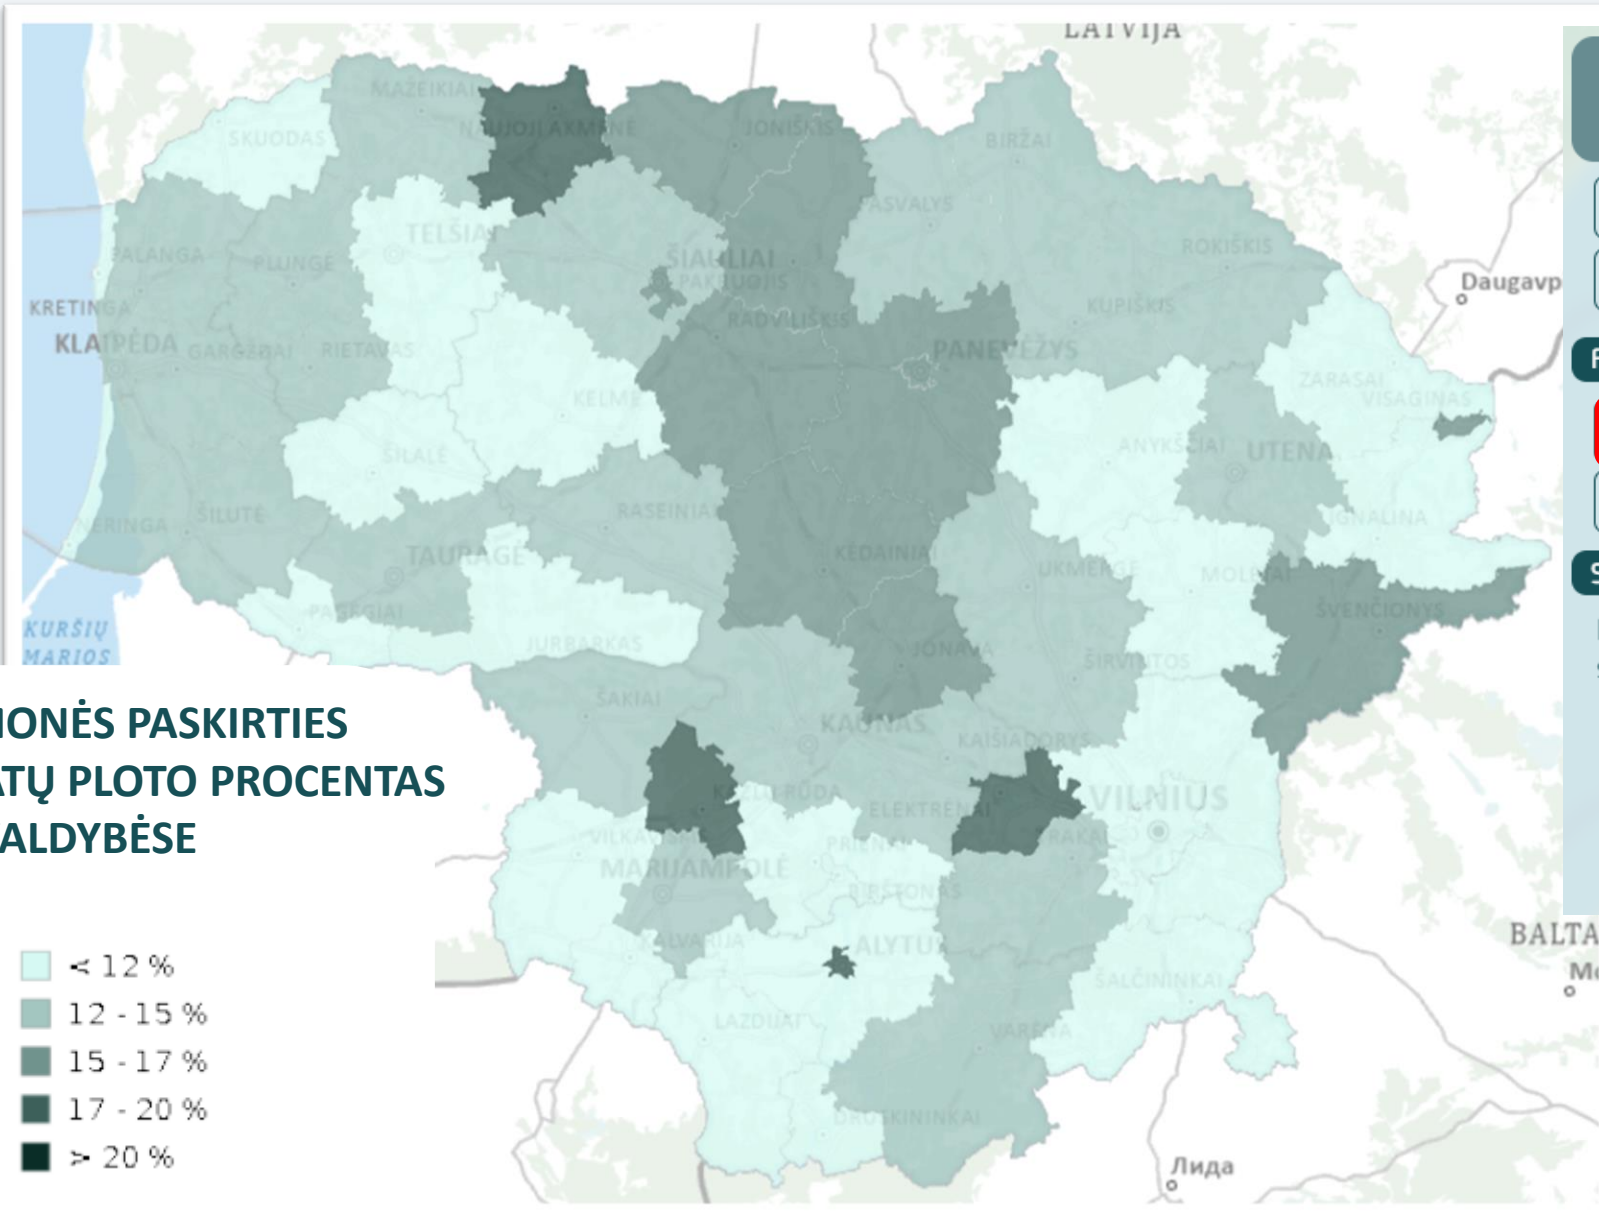 LATVIJA
MAŽEIKIAI
SKUODAS
NAUJOJI AKMENĖ
JONIŠKIS
BIRŽAI
PASVALYS
TELŠIAI
ROKIŠKIS
PALANGA
PLUNGĖ
ŠIAULIAI
PAKRUOJIS
Daugavp
KRETINGA
KUPIŠKIS
RADVILIŠKIS
KLAIPĖDA
GARGŽDAI
RIETAVAS
PANEVĖŽYS
ZARASAI
VISAGINAS
KELMĖ
ŠILALĖ
ANYKŠČIAI
UTENA
NERINGA
ŠILUTĖ
RASEINIAI
IGNALINA
TAURAGĖ
KĖDAINIAI
UKMERGĖ
MOLĖTAI
PAGĖGIAI
ŠVENČIONYS
KURŠIŲ
MARIOS
JURBARKAS
JONAVA
ŠIRVINTOS
ŠAKIAI
KAUNAS
KAIŠIADORYS
IONĖS PASKIRTIES
ATŲ PLOTO PROCENTAS
ALDYBĖSE
KAZLŲ RŪDA
ELEKTRĖNAI
VILNIUS
VILKAVIŠKIS
PRIENAI
TRAKAI
MARIJAMPOLĖ
BIRŠTONAS
KALVARIJA
ALYTUS
BALTA
ŠALČININKAI
LAZDIJAI
VARĖNA
DRUSKININKAI
Лида
< 12 %
12 - 15 %
15 - 17 %
17 - 20 %
> 20 %